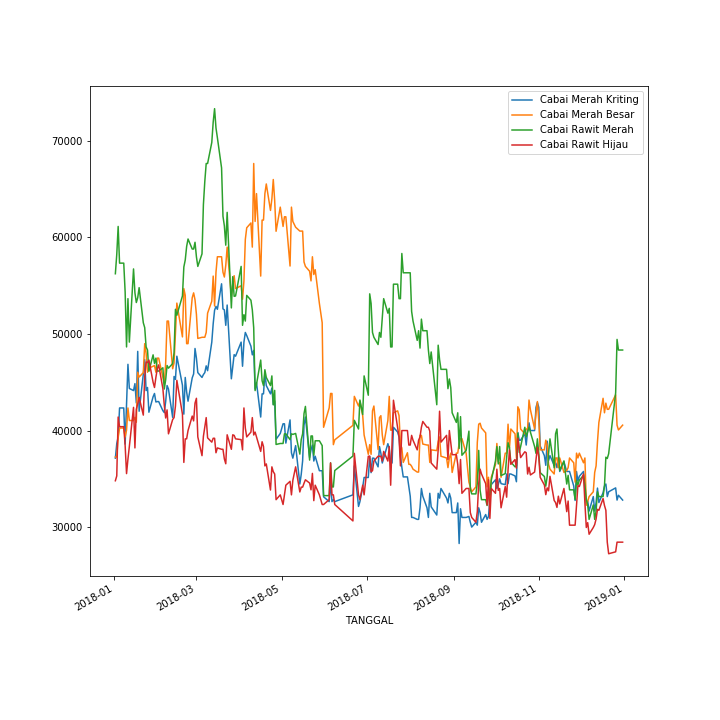 Cabai Merah Kriting
Cabai Merah Besar
Cabai Rawit Merah
Cabai Rawit Hijau
70000
60000
50000
40000
30000
2018-01
2018-03
2018-05
2018-07
2018-09
2018-11
2019-01
TANGGAL